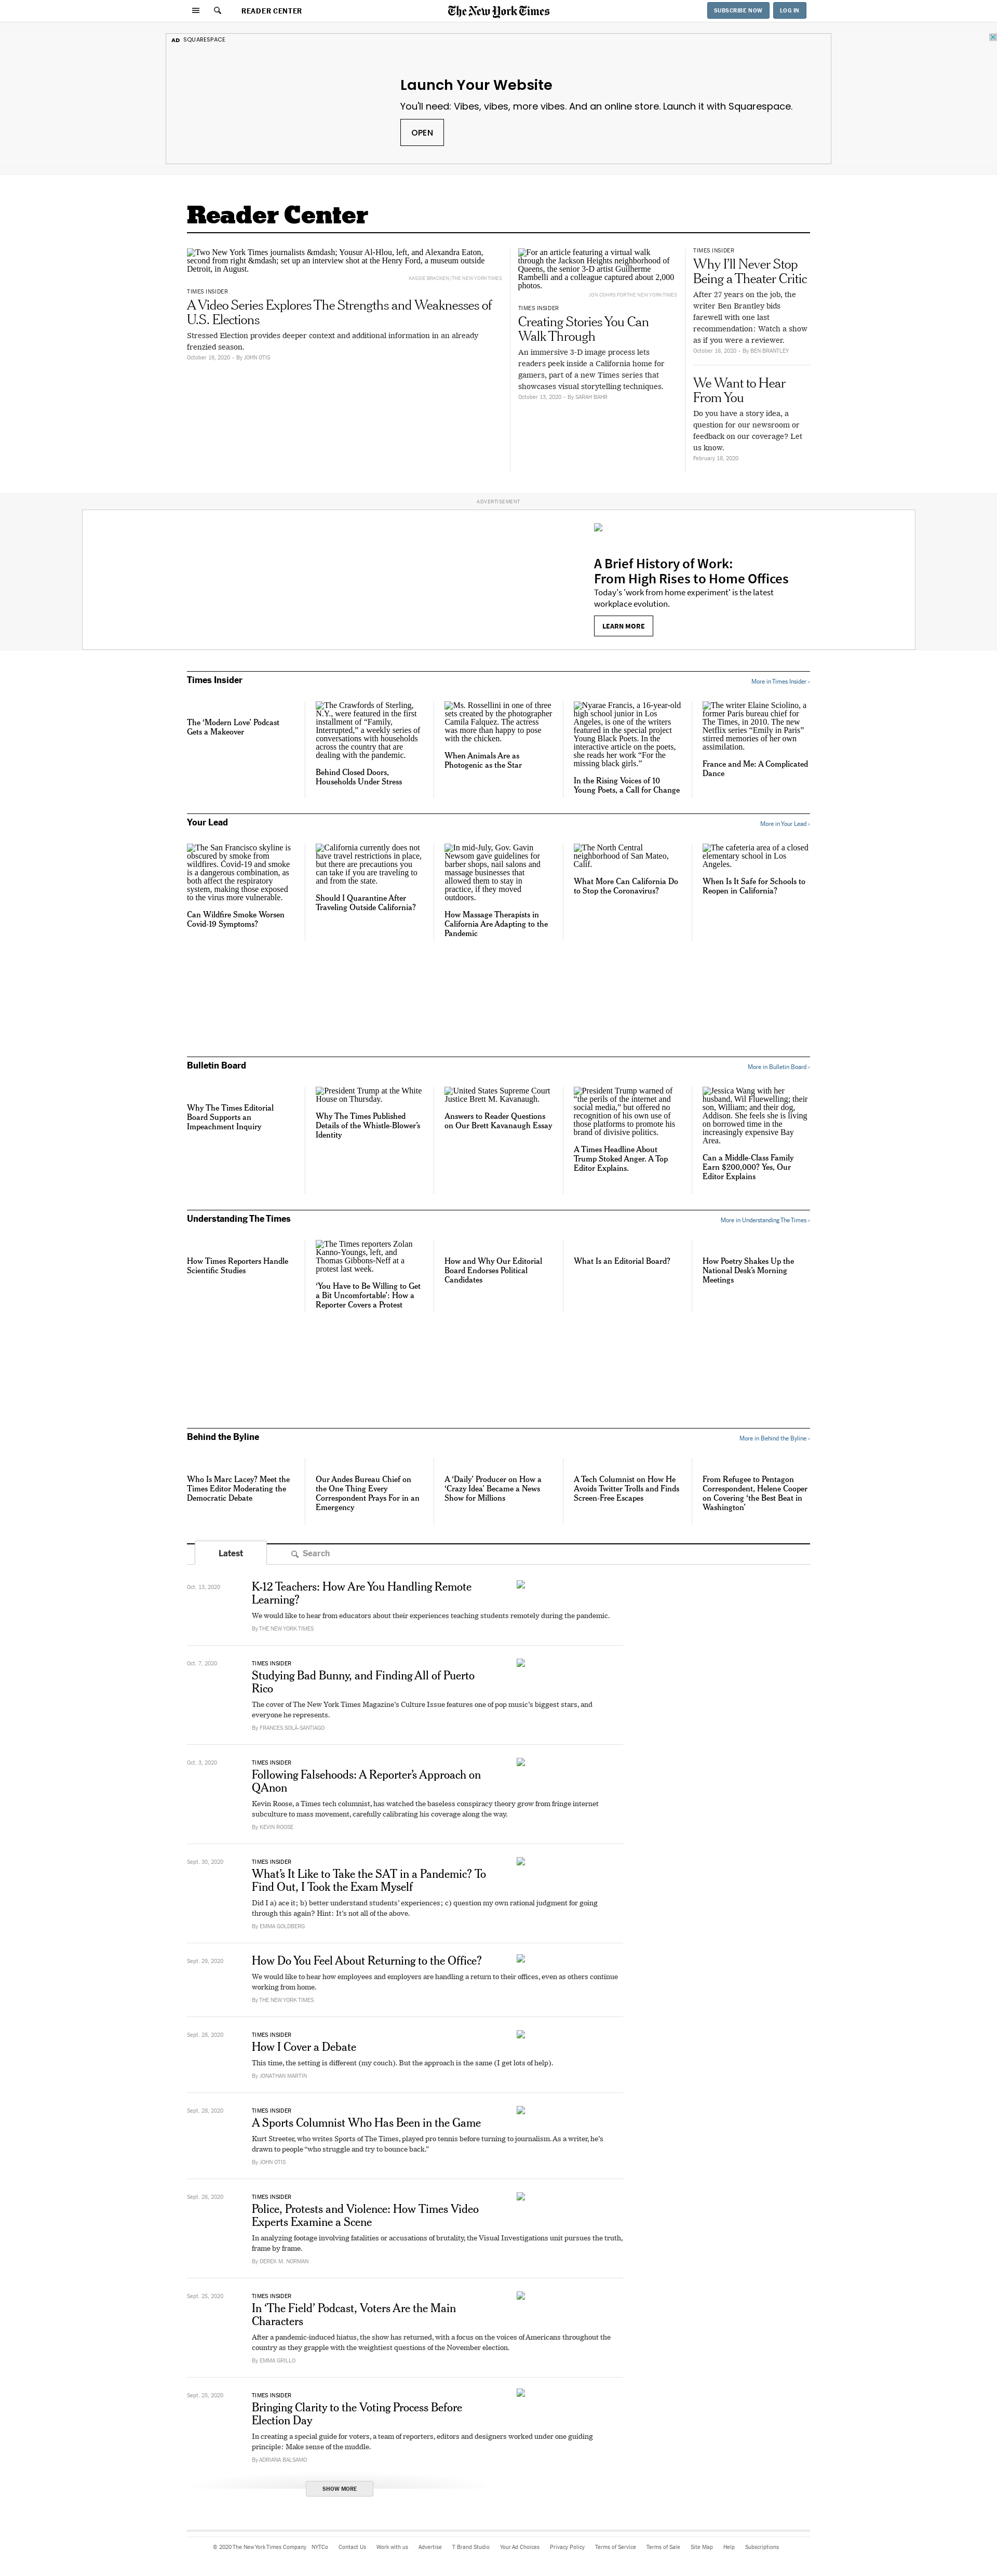 READER CENTER
The New York Times
SUBSCRIBE NOW
LOG IN
AD SQUARESPACE
Launch Your Website
You'll need: Vibes, vibes, more vibes. And an online store. Launch it with Squarespace.
OPEN
Reader Center
Two New York Times journalists &mdash; Yousur Al-Hlou, left, and Alexandra Eaton,
second from right &mdash; set up an interview shot at the Henry Ford, a museum outside
Detroit, in August.
KASSIE BRACKEN/THE NEW YORK TIMES
TIMES INSIDER
A Video Series Explores The Strengths and Weaknesses of
U.S. Elections
Stressed Election provides deeper context and additional information in an already
frenzied season.
October 16, 2020 - By JOHN OTIS
For an article featuring a virtual walk
through the Jackson Heights neighborhood of
Queens, the senior 3-D artist Guilherme
Rambelli and a colleague captured about 2,000
photos.
JON COHRS FOR THE NEW YORK TIMES
TIMES INSIDER
Creating Stories You Can
Walk Through
An immersive 3-D image process lets
readers peek inside a California home for
gamers, part of a new Times series that
showcases visual storytelling techniques.
October 13, 2020 - By SARAH BAHR
TIMES INSIDER
Why I'll Never Stop
Being a Theater Critic
After 27 years on the job, the
writer Ben Brantley bids
farewell with one last
recommendation: Watch a show
as if you were a reviewer.
October 16, 2020 - By BEN BRANTLEY
We Want to Hear
From You
Do you have a story idea, a
question for our newsroom or
feedback on our coverage? Let
us know.
February 18, 2020
ADVERTISEMENT
A Brief History of Work:
From High Rises to Home Offices
Today's 'work from home experiment' is the latest
workplace evolution.
LEARN MORE
Times Insider
More in Times Insider ›
The ‘Modern Love’ Podcast
Gets a Makeover
The Crawfords of Sterling,
N.Y., were featured in the first
installment of “Family,
Interrupted,” a weekly series of
conversations with households
across the country that are
dealing with the pandemic.
Behind Closed Doors,
Households Under Stress
Ms. Rossellini in one of three
sets created by the photographer
Camila Falquez. The actress
was more than happy to pose
with the chicken.
When Animals Are as
Photogenic as the Star
Nyarae Francis, a 16-year-old
high school junior in Los
Angeles, is one of the writers
featured in the special project
Young Black Poets. In the
interactive article on the poets,
she reads her work “For the
missing black girls.”
In the Rising Voices of 10
Young Poets, a Call for Change
The writer Elaine Sciolino, a
former Paris bureau chief for
The Times, in 2010. The new
Netflix series “Emily in Paris”
stirred memories of her own
assimilation.
France and Me: A Complicated
Dance
Your Lead
More in Your Lead ›
The San Francisco skyline is
obscured by smoke from
wildfires. Covid-19 and smoke
is a dangerous combination, as
both affect the respiratory
system, making those exposed
to the virus more vulnerable.
Can Wildfire Smoke Worsen
Covid-19 Symptoms?
California currently does not
have travel restrictions in place,
but there are precautions you
can take if you are traveling to
and from the state.
Should I Quarantine After
Traveling Outside California?
In mid-July, Gov. Gavin
Newsom gave guidelines for
barber shops, nail salons and
massage businesses that
allowed them to stay in
practice, if they moved
outdoors.
How Massage Therapists in
California Are Adapting to the
Pandemic
The North Central
neighborhood of San Mateo,
Calif.
What More Can California Do
to Stop the Coronavirus?
The cafeteria area of a closed
elementary school in Los
Angeles.
When Is It Safe for Schools to
Reopen in California?
Bulletin Board
More in Bulletin Board ›
Why The Times Editorial
Board Supports an
Impeachment Inquiry
President Trump at the White
House on Thursday.
Why The Times Published
Details of the Whistle-Blower’s
Identity
United States Supreme Court
Justice Brett M. Kavanaugh.
Answers to Reader Questions
on Our Brett Kavanaugh Essay
President Trump warned of
“the perils of the internet and
social media,” but offered no
recognition of his own use of
those platforms to promote his
brand of divisive politics.
A Times Headline About
Trump Stoked Anger. A Top
Editor Explains.
Jessica Wang with her
husband, Wil Fluewelling; their
son, William; and their dog,
Addison. She feels she is living
on borrowed time in the
increasingly expensive Bay
Area.
Can a Middle-Class Family
Earn $200,000? Yes, Our
Editor Explains
Understanding The Times
More in Understanding The Times ›
How Times Reporters Handle
Scientific Studies
The Times reporters Zolan
Kanno-Youngs, left, and
Thomas Gibbons-Neff at a
protest last week.
‘You Have to Be Willing to Get
a Bit Uncomfortable’: How a
Reporter Covers a Protest
How and Why Our Editorial
Board Endorses Political
Candidates
What Is an Editorial Board?
How Poetry Shakes Up the
National Desk’s Morning
Meetings
Behind the Byline
More in Behind the Byline ›
Who Is Marc Lacey? Meet the
Times Editor Moderating the
Democratic Debate
Our Andes Bureau Chief on
the One Thing Every
Correspondent Prays For in an
Emergency
A ‘Daily’ Producer on How a
‘Crazy Idea’ Became a News
Show for Millions
A Tech Columnist on How He
Avoids Twitter Trolls and Finds
Screen-Free Escapes
From Refugee to Pentagon
Correspondent, Helene Cooper
on Covering ‘the Best Beat in
Washington’
Latest
Search
Oct. 13, 2020
K-12 Teachers: How Are You Handling Remote
Learning?
We would like to hear from educators about their experiences teaching students remotely during the pandemic.
By THE NEW YORK TIMES
Oct. 7, 2020
TIMES INSIDER
Studying Bad Bunny, and Finding All of Puerto
Rico
The cover of The New York Times Magazine’s Culture Issue features one of pop music’s biggest stars, and
everyone he represents.
By FRANCES SOLÁ-SANTIAGO
Oct. 3, 2020
TIMES INSIDER
Following Falsehoods: A Reporter’s Approach on
QAnon
Kevin Roose, a Times tech columnist, has watched the baseless conspiracy theory grow from fringe internet
subculture to mass movement, carefully calibrating his coverage along the way.
By KEVIN ROOSE
Sept. 30, 2020
TIMES INSIDER
What’s It Like to Take the SAT in a Pandemic? To
Find Out, I Took the Exam Myself
Did I a) ace it; b) better understand students’ experiences; c) question my own rational judgment for going
through this again? Hint: It’s not all of the above.
By EMMA GOLDBERG
Sept. 29, 2020
How Do You Feel About Returning to the Office?
We would like to hear how employees and employers are handling a return to their offices, even as others continue
working from home.
By THE NEW YORK TIMES
Sept. 28, 2020
TIMES INSIDER
How I Cover a Debate
This time, the setting is different (my couch). But the approach is the same (I get lots of help).
By JONATHAN MARTIN
Sept. 28, 2020
TIMES INSIDER
A Sports Columnist Who Has Been in the Game
Kurt Streeter, who writes Sports of The Times, played pro tennis before turning to journalism. As a writer, he’s
drawn to people “who struggle and try to bounce back.”
By JOHN OTIS
Sept. 26, 2020
TIMES INSIDER
Police, Protests and Violence: How Times Video
Experts Examine a Scene
In analyzing footage involving fatalities or accusations of brutality, the Visual Investigations unit pursues the truth,
frame by frame.
By DEREK M. NORMAN
Sept. 25, 2020
TIMES INSIDER
In ‘The Field’ Podcast, Voters Are the Main
Characters
After a pandemic-induced hiatus, the show has returned, with a focus on the voices of Americans throughout the
country as they grapple with the weightiest questions of the November election.
By EMMA GRILLO
Sept. 25, 2020
TIMES INSIDER
Bringing Clarity to the Voting Process Before
Election Day
In creating a special guide for voters, a team of reporters, editors and designers worked under one guiding
principle: Make sense of the muddle.
By ADRIANA BALSAMO
SHOW MORE
© 2020 The New York Times Company NYTCo Contact Us Work with us Advertise T Brand Studio Your Ad Choices Privacy Policy Terms of Service Terms of Sale Site Map Help Subscriptions